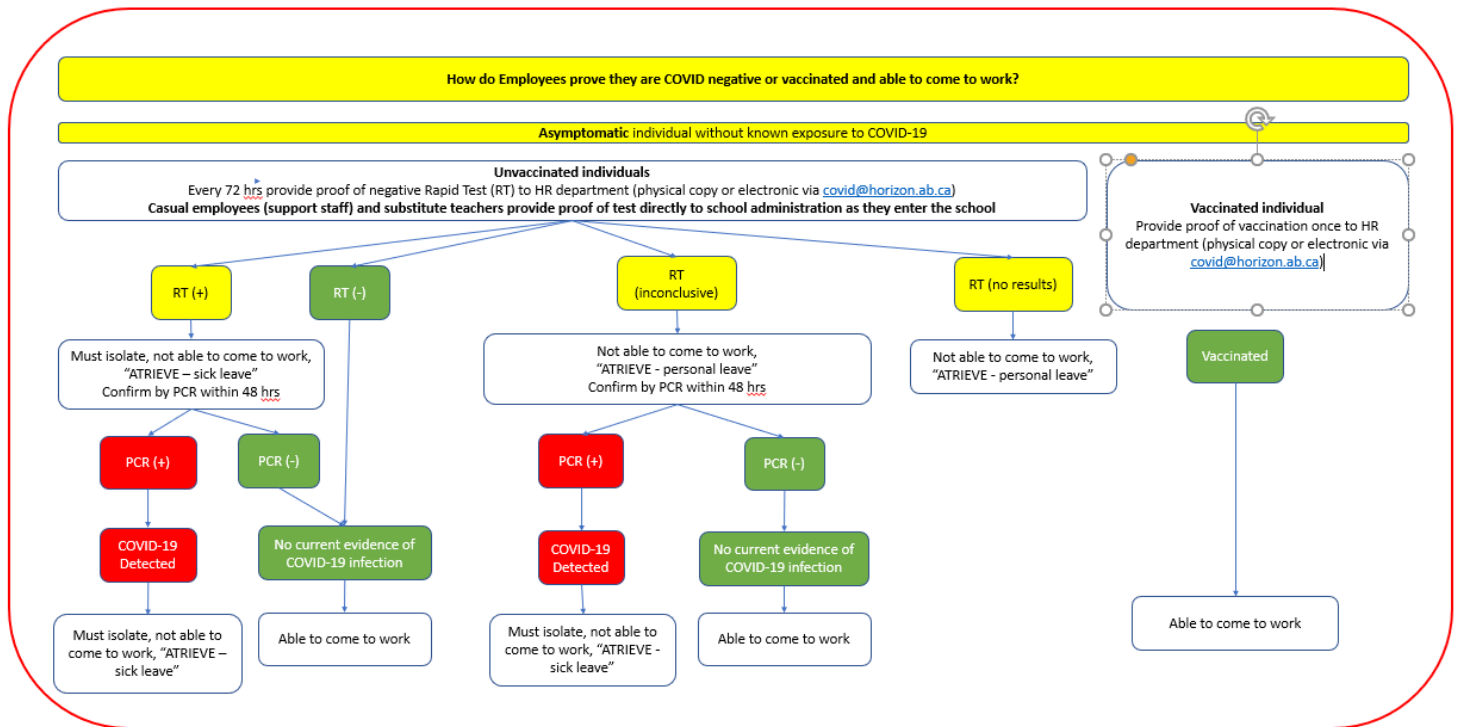 How do Employees prove they are COVID negative or vaccinated and able to come to work?
Asymptomatic individual without known exposure to COVID-19
Unvaccinated individuals
Every 72 hrs provide proof of negative Rapid Test (RT) to HR department (physical copy or electronic via covid@horizon.ab.ca)
Casual employees (support staff) and substitute teachers provide proof of test directly to school administration as they enter the school
Vaccinated individual
Provide proof of vaccination once to HR
department (physical copy or electronic via
covid@horizon.ab.ca)
RT (+)
RT (-)
RT
(inconclusive)
RT (no results)
Must isolate, not able to come to work,
“ATRIEVE – sick leave”
Confirm by PCR within 48 hrs
Not able to come to work,
“ATRIEVE - personal leave”
Confirm by PCR within 48 hrs
Not able to come to work,
“ATRIEVE - personal leave”
Vaccinated
PCR (+)
PCR (-)
PCR (+)
PCR (-)
COVID-19
Detected
No current evidence of
COVID-19 infection
COVID-19
Detected
No current evidence of
COVID-19 infection
Must isolate, not able to
come to work, “ATRIEVE –
sick leave”
Able to come to work
Must isolate, not able to
come to work, “ATRIEVE -
sick leave”
Able to come to work
Able to come to work